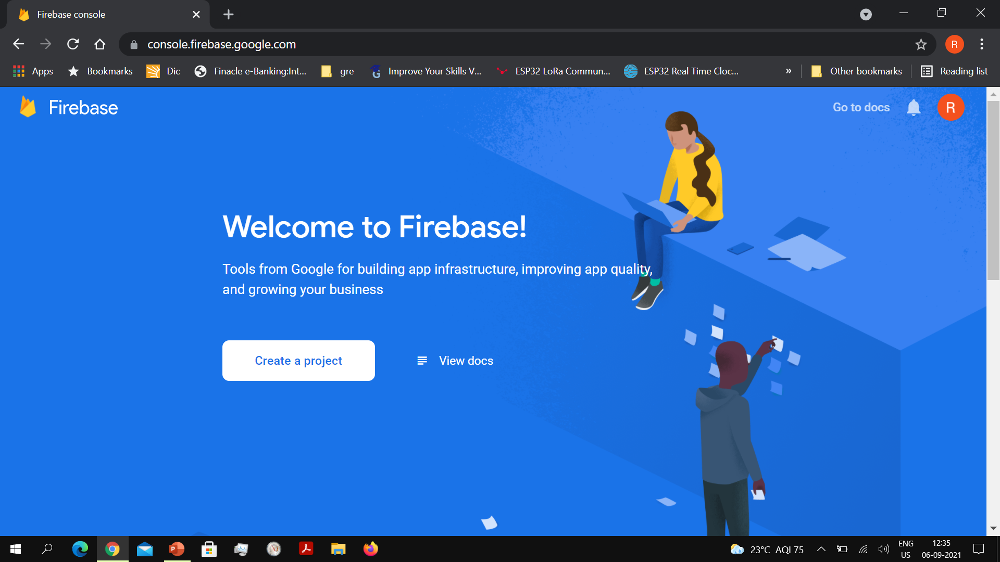 Firebase console
console.firebase.google.com
R
Apps
Bookmarks
Dic
Finacle e-Banking:Int...
gre
Improve Your Skills V...
ESP32 LoRa Commun...
ESP32 Real Time Cloc...
»
Other bookmarks
Reading list
Firebase
Go to docs
R
Welcome to Firebase!
Tools from Google for building app infrastructure, improving app quality,
and growing your business
Create a project
View docs
23°C AQI 75
ENG
US
12:35
06-09-2021